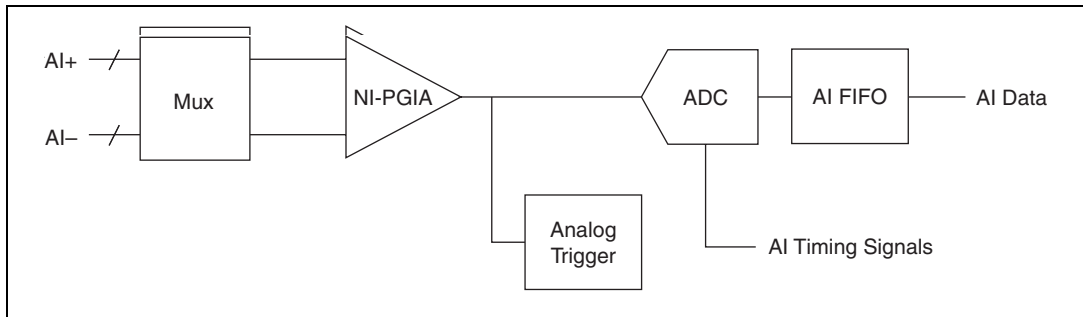 AI+
Mux
AI–
NI-PGIA
ADC
AI FIFO
AI Data
Analog
Trigger
AI Timing Signals